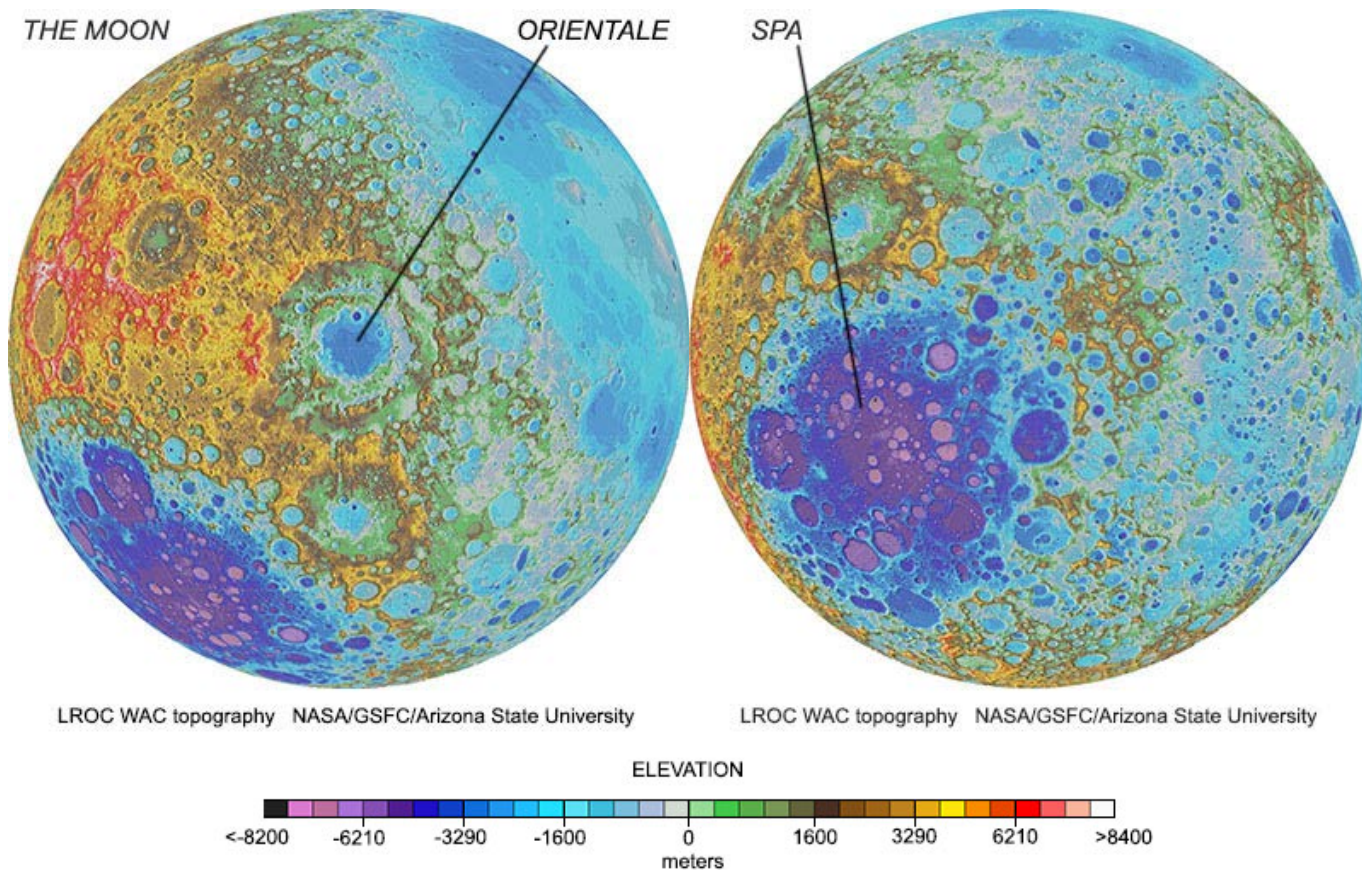 THE MOON ORIENTALE SPA
LROC WAC topography NASA/GSFC/Arizona State University LROC WAC topography NASA/GSFC/Arizona State University
ELEVATION
<-8200 -6210 -3290 -1600 0 1600 3290 6210 >8400
meters